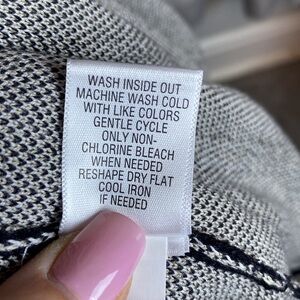 WASH INSIDE OUT
MACHINE WASH COLD
WITH LIKE COLORS
GENTLE CYCLE
ONLY NON-
CHLORINE BLEACH
WHEN NEEDED
RESHAPE DRY FLAT
COOL IRON
IF NEEDED